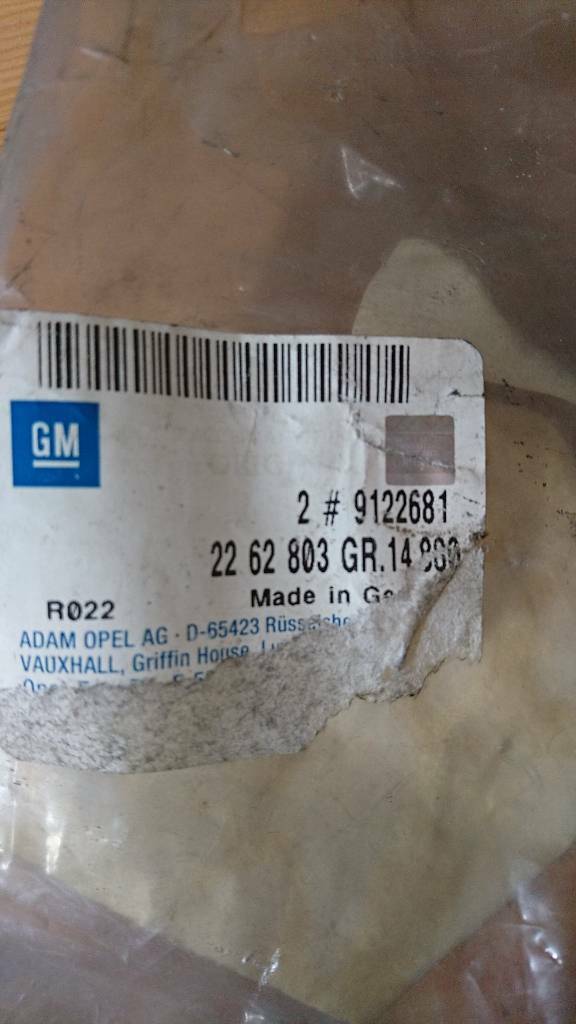 GM
2 # 9122681
22 62 803 GR.14
Made in
R022
ADAM OPEL AG · D-65423
VAUXHALL, Griffin House,